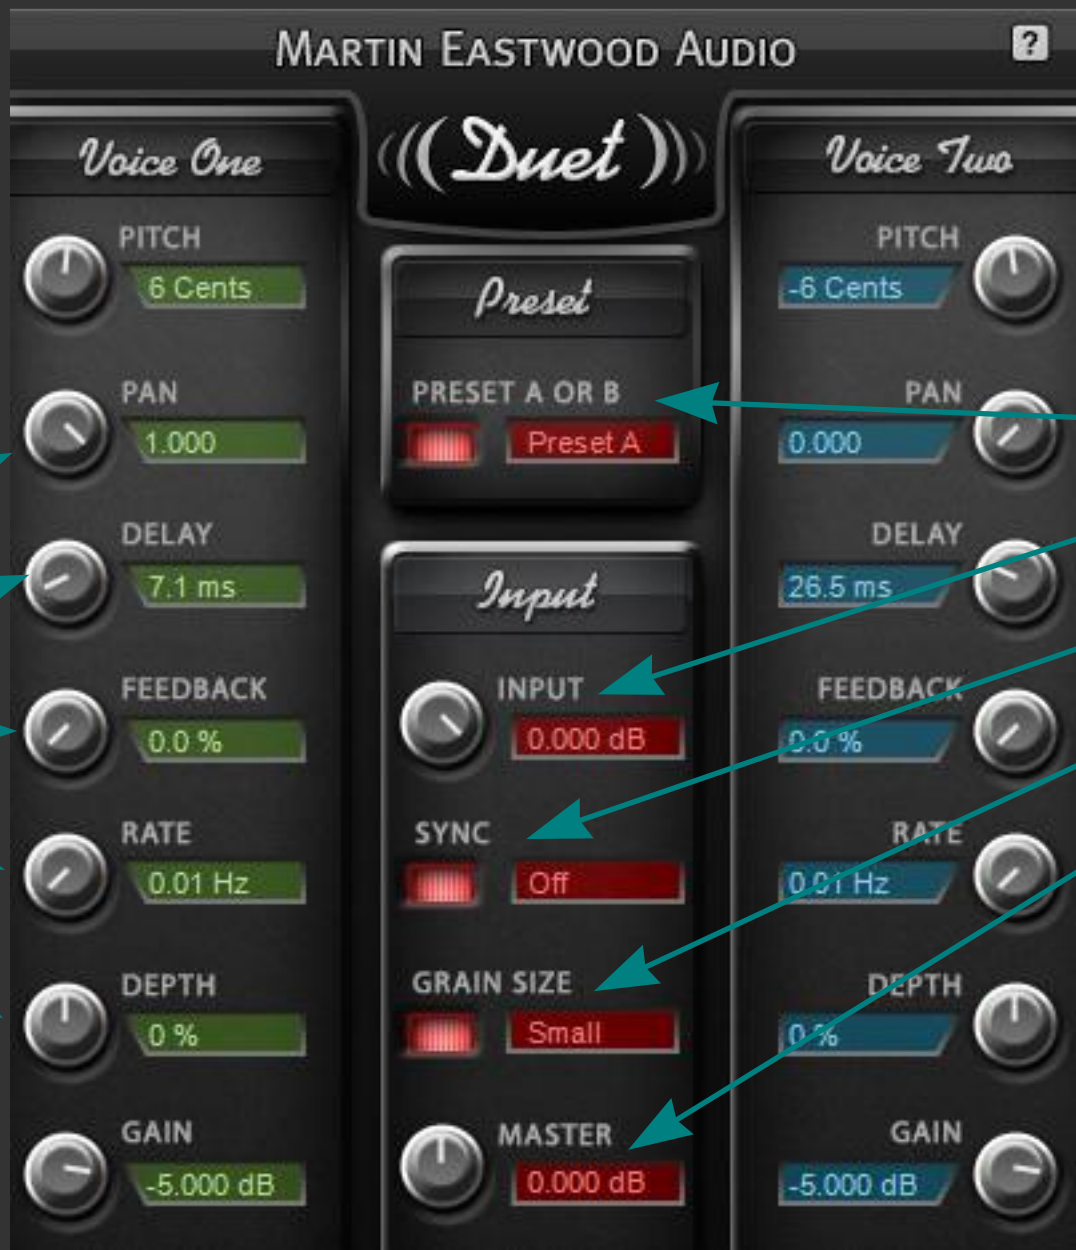 MARTIN EASTWOOD AUDIO
?
Duet
Voice One
PITCH
6 Cents
PAN
1.000
DELAY
7.1 ms
FEEDBACK
0.0 %
RATE
0.01 Hz
DEPTH
0 %
GAIN
-5.000 dB
Preset
PRESET A OR B
Preset A
Input
INPUT
0.000 dB
SYNC
Off
GRAIN SIZE
Small
MASTER
0.000 dB
Voice Two
PITCH
-6 Cents
PAN
0.000
DELAY
26.5 ms
FEEDBACK
0.0 %
RATE
0.01 Hz
DEPTH
0 %
GAIN
-5.000 dB